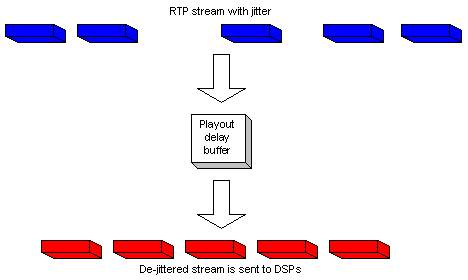 RTP stream with jitter
Playout
delay
buffer
De-jittered stream is sent to DSPs